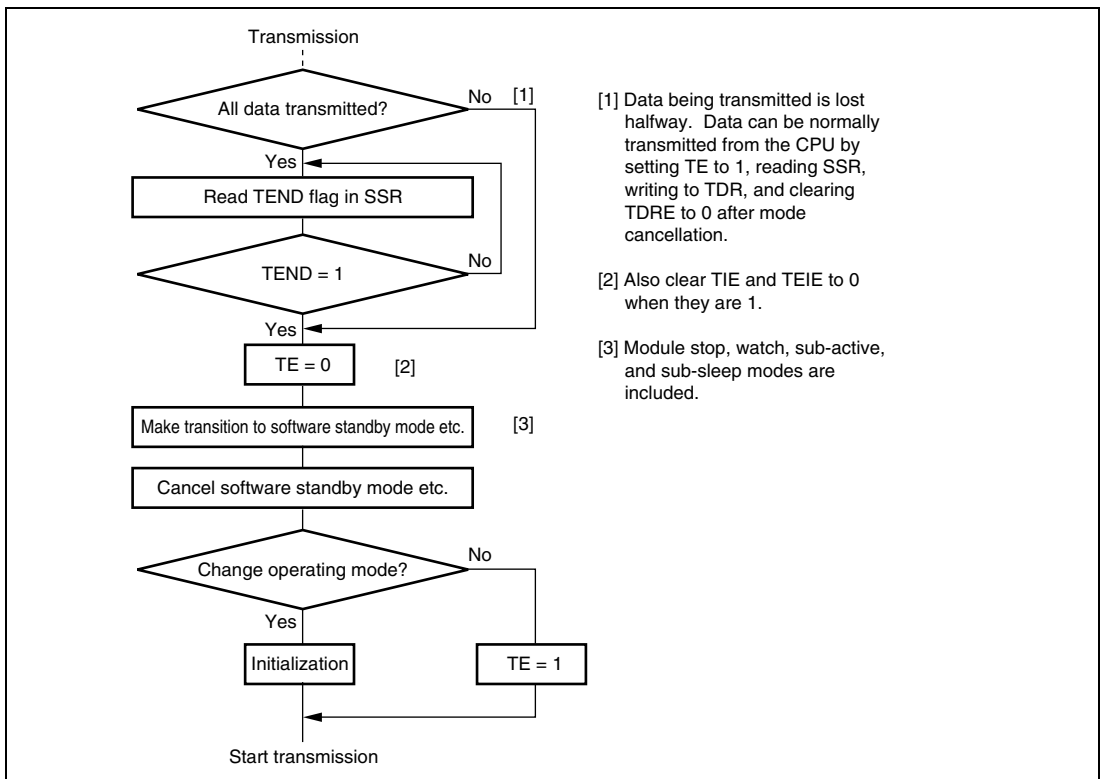 Transmission
All data transmitted?
No
[1]
Yes
Read TEND flag in SSR
TEND = 1
No
Yes
TE = 0
[2]
Make transition to software standby mode etc.
[3]
Cancel software standby mode etc.
Change operating mode?
No
Yes
Initialization
TE = 1
Start transmission
[1] Data being transmitted is lost
halfway. Data can be normally
transmitted from the CPU by
setting TE to 1, reading SSR,
writing to TDR, and clearing
TDRE to 0 after mode
cancellation.
[2] Also clear TIE and TEIE to 0
when they are 1.
[3] Module stop, watch, sub-active,
and sub-sleep modes are
included.